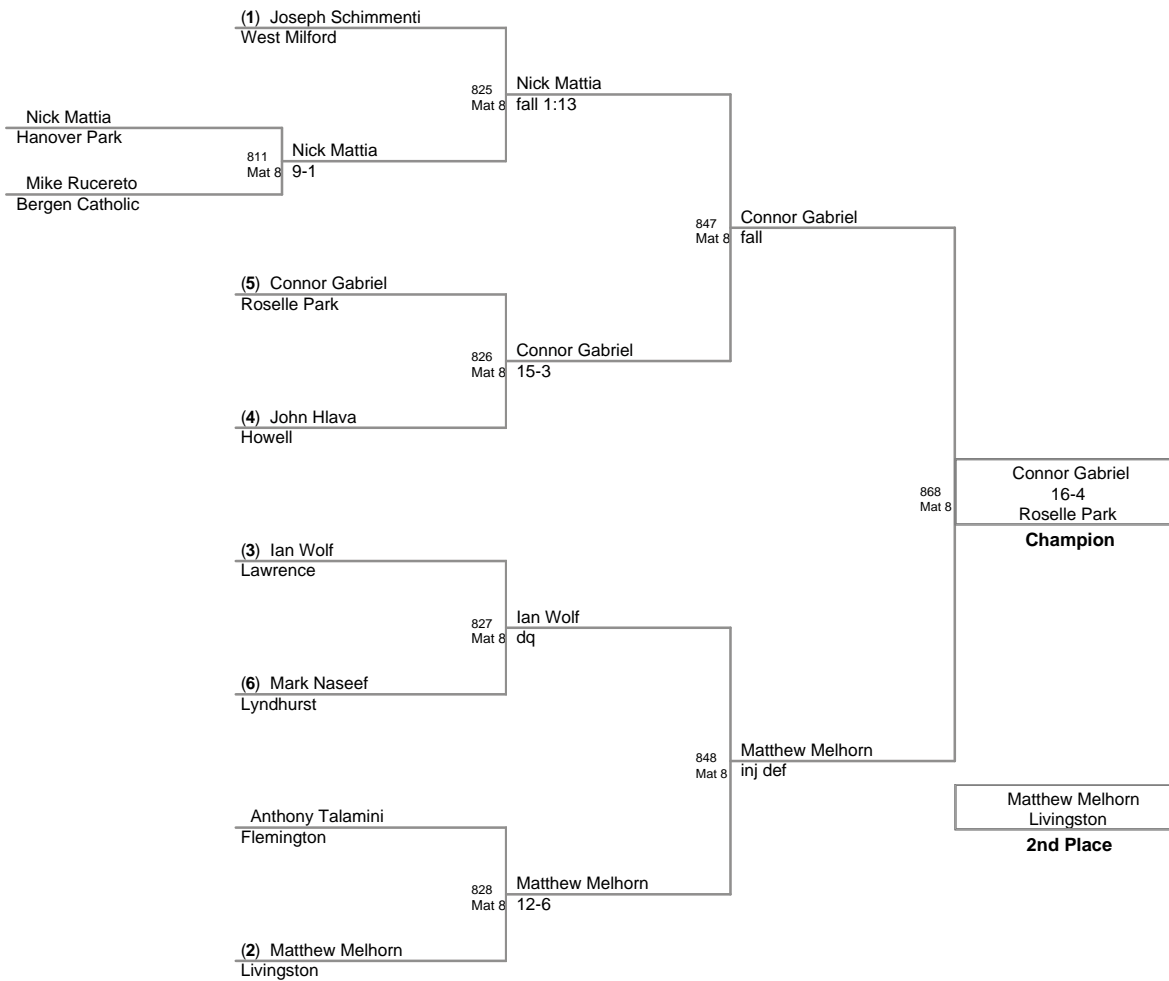 (1) Joseph Schimmenti
West Milford
825
Mat 8
Nick Mattia
fall 1:13
Nick Mattia
Hanover Park
811
Mat 8
Nick Mattia
9-1
Mike Rucereto
Bergen Catholic
847
Mat 8
Connor Gabriel
fall
(5) Connor Gabriel
Roselle Park
826
Mat 8
Connor Gabriel
15-3
(4) John Hlava
Howell
868
Mat 8
Connor Gabriel
16-4
Roselle Park
Champion
(3) Ian Wolf
Lawrence
827
Mat 8
Ian Wolf
dq
(6) Mark Naseef
Lyndhurst
848
Mat 8
Matthew Melhorn
inj def
Matthew Melhorn
Livingston
2nd Place
Anthony Talamini
Flemington
828
Mat 8
Matthew Melhorn
12-6
(2) Matthew Melhorn
Livingston